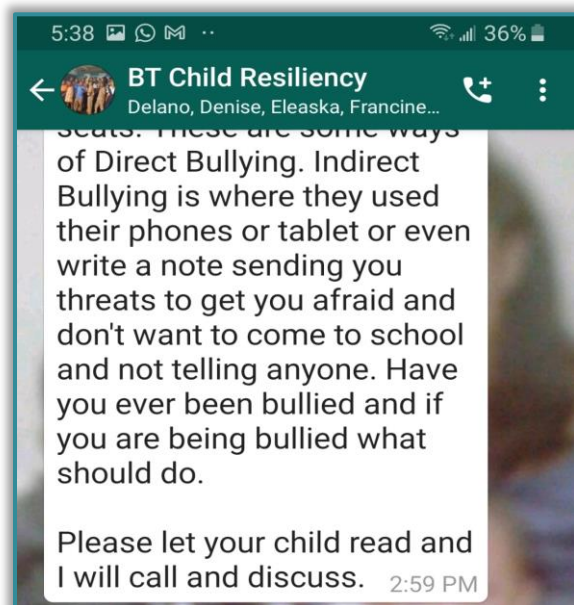 5:38
36%
BT Child Resiliency
Delano, Denise, Eleaska, Francine...
seats. These are some ways
of Direct Bullying. Indirect
Bullying is where they used
their phones or tablet or even
write a note sending you
threats to get you afraid and
don't want to come to school
and not telling anyone. Have
you ever been bullied and if
you are being bullied what
should do.
Please let your child read and
I will call and discuss. 2:59 PM